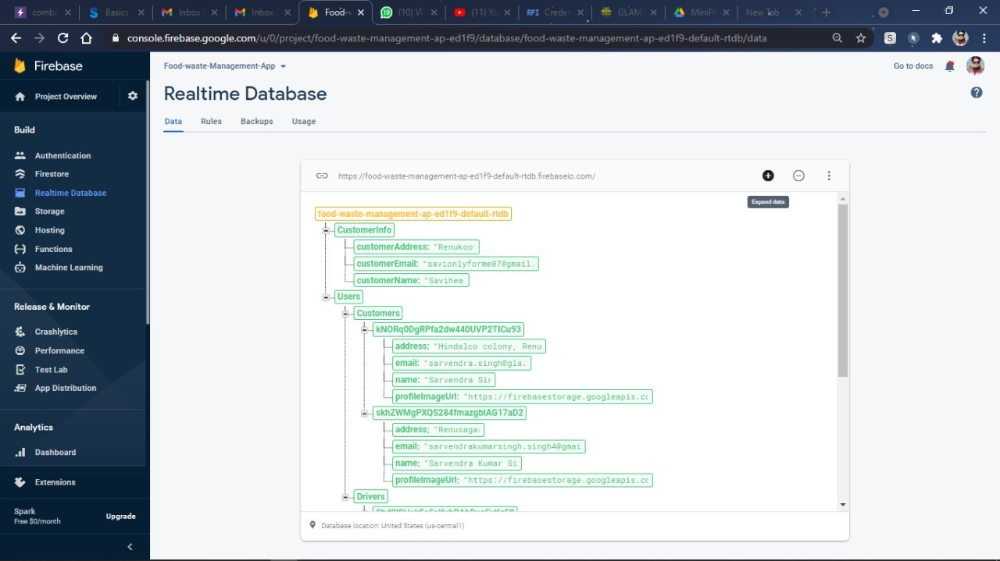 combi
Basics
Inbox
Inbox
Food-v
(10) W
(11) Yo
API Creder
GLAM
MiniP
New Tab
console.firebase.google.com/u/0/project/food-waste-management-ap-ed1f9/database/food-waste-management-ap-ed1f9-default-rtdb/data
Firebase
Project Overview
Build
Authentication
Firestore
Realtime Database
Storage
Hosting
Functions
Machine Learning
Release & Monitor
Crashlytics
Performance
Test Lab
App Distribution
Analytics
Dashboard
Extensions
Spark
Free $0/month
Upgrade
Food-waste-Management-App
Go to docs
Realtime Database
Data Rules Backups Usage
https://food-waste-management-ap-ed1f9-default-rtdb.firebaseio.com/
Expand data
food-waste-management-ap-ed1f9-default-rtdb
CustomerInfo
customerAddress: "Renukoo
customerEmail: "savionlyforme07@gmail.
customerName: "Savihea
Users
Customers
kNORq0DgRPfa2dw440UVP2TICu93
address: "Hindalco colony, Renu
email: "sarvendra.singh@gla.
name: "Sarvendra Sin
profileImageUrl: "https://firebasestorage.googleapis.cc
skhZWMgPXQS284fmazgbIAG17aD2
address: "Renusaga
email: "sarvendrakumarsingh.singh4@gmai
name: "Sarvendra Kumar Si
profileImageUrl: "https://firebasestorage.googleapis.cc
Drivers
Database location: United States (us-central1)